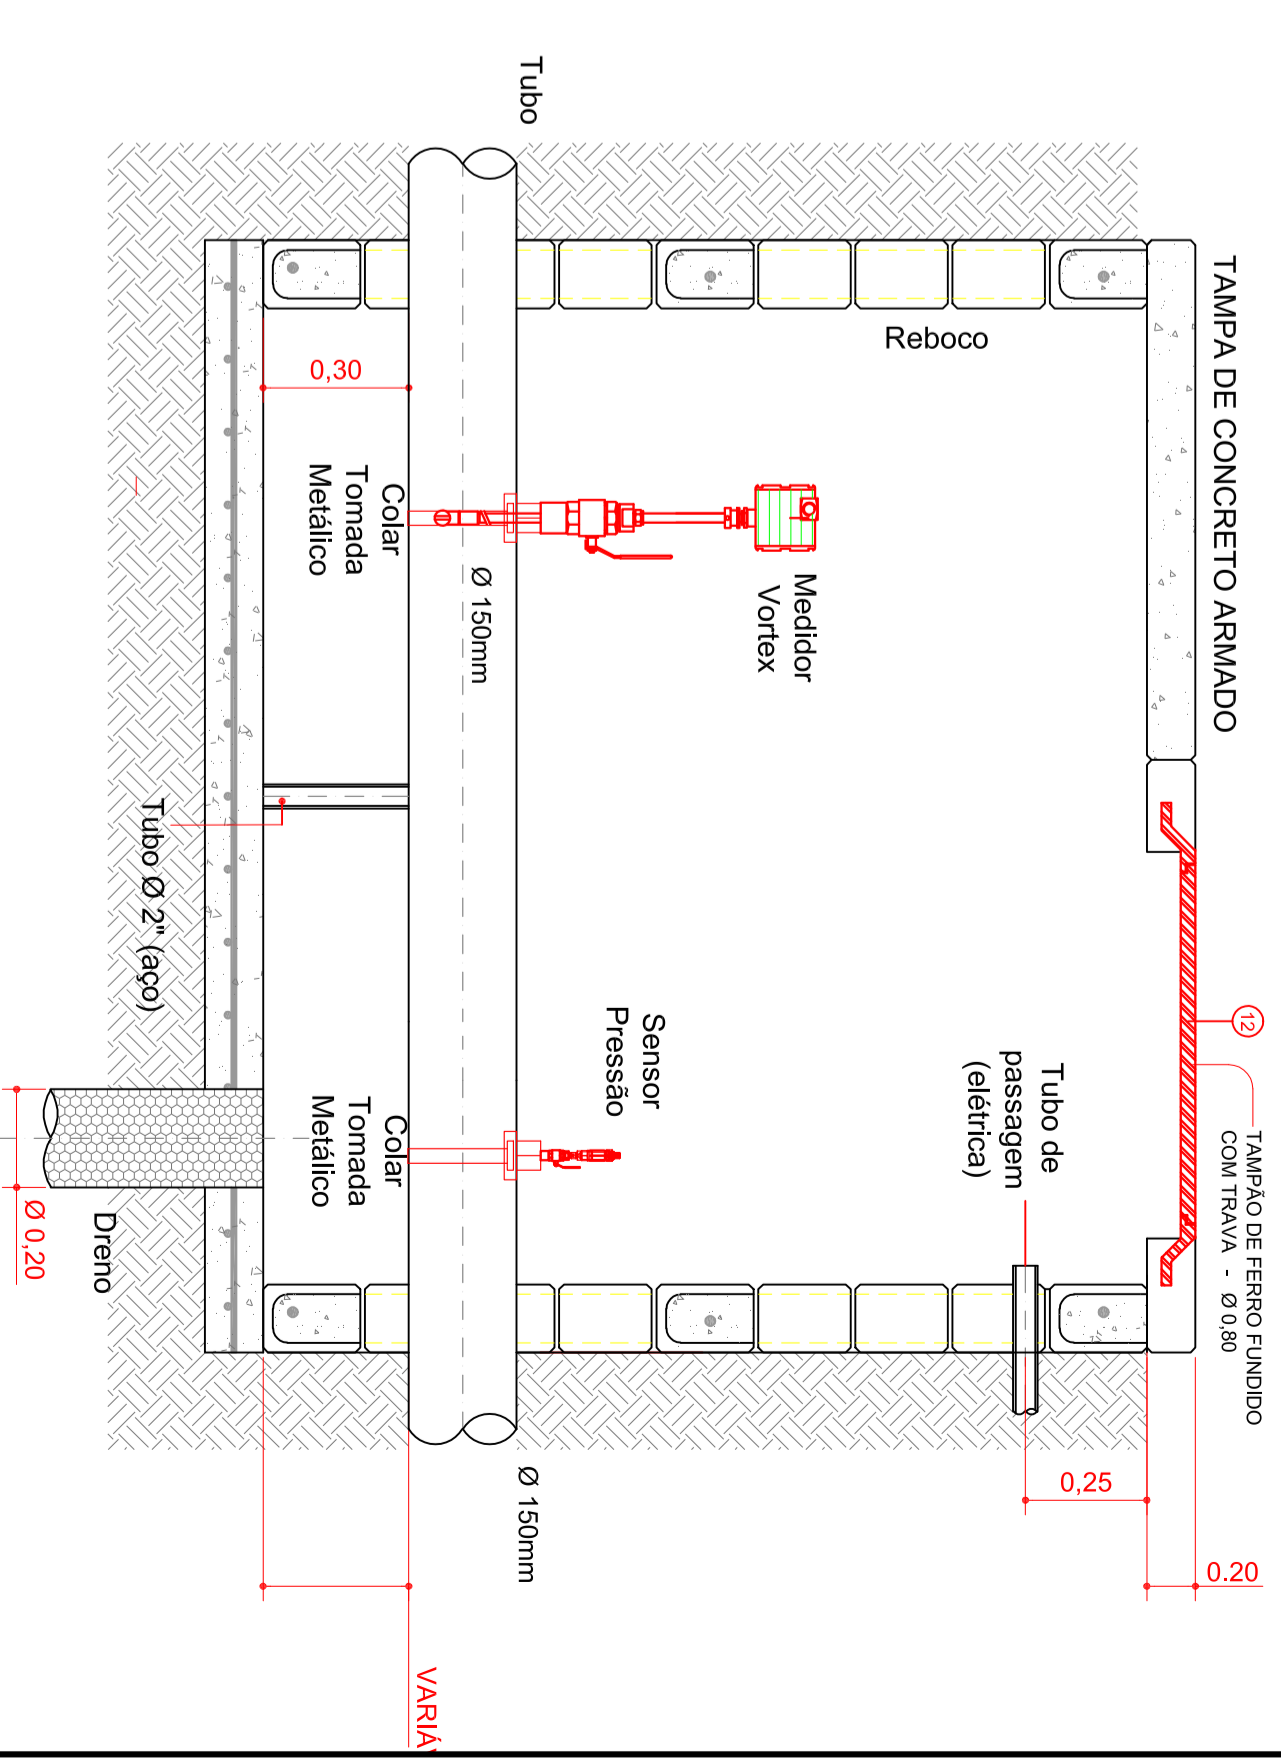 TAMPA DE CONCRETO ARMADO
12
TAMPÃO DE FERRO FUNDIDO
COM TRAVA - Ø 0,80
Tubo
Reboco
Medidor
Vortex
Tubo de
passagem
(elétrica)
Sensor
Pressão
0,25
0.20
Ø 150mm
Ø 150mm
0,30
Colar
Tomada
Metálico
Colar
Tomada
Metálico
Tubo Ø 2" (aço)
Dreno
Ø 0,20